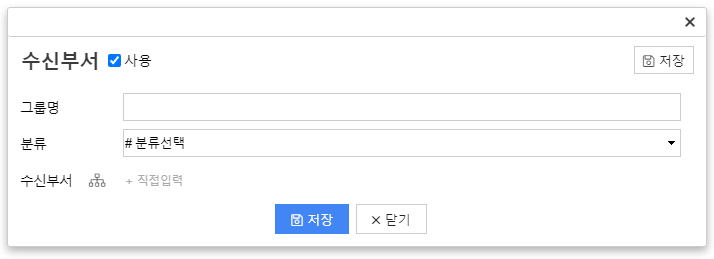 수신부서 사용 저장
그룹명
분류 # 분류선택
수신부서 + 직접입력
저장 × 닫기